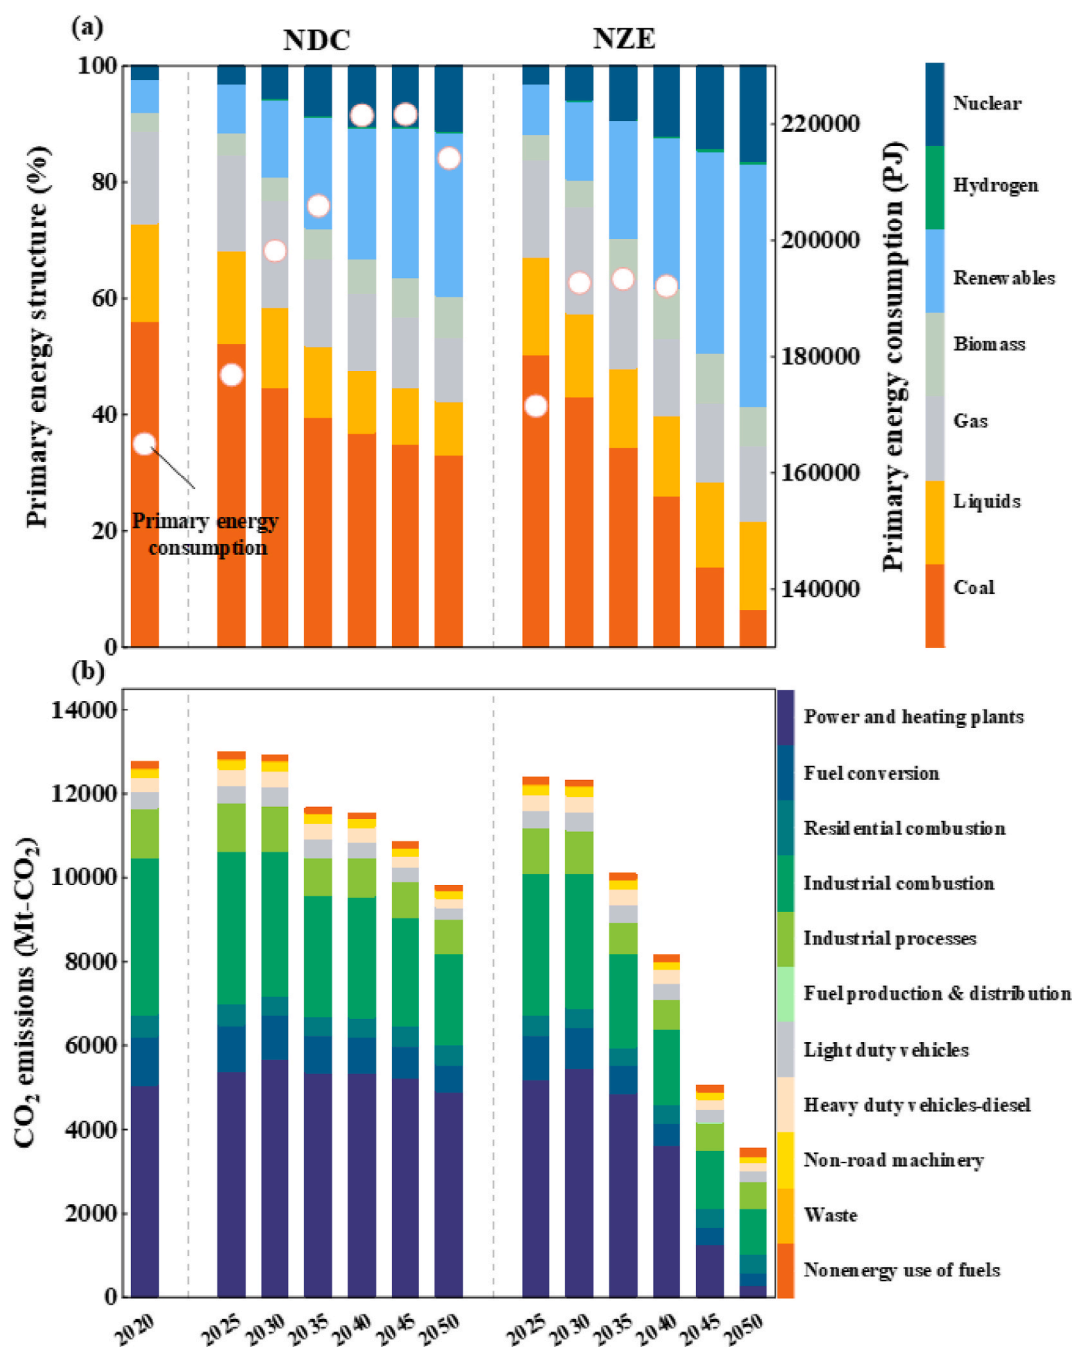 (a)
NDC
NZE
100
80
60
40
20
0
Primary energy structure (%)
Primary energy
consumption
220000
200000
180000
160000
140000
Primary energy consumption (PJ)
Nuclear
Hydrogen
Renewables
Biomass
Gas
Liquids
Coal
(b)
14000
12000
10000
8000
6000
4000
2000
0
CO₂ emissions (Mt-CO₂)
2020
2025
2030
2035
2040
2045
2050
2025
2030
2035
2040
2045
2050
Power and heating plants
Fuel conversion
Residential combustion
Industrial combustion
Industrial processes
Fuel production & distribution
Light duty vehicles
Heavy duty vehicles-diesel
Non-road machinery
Waste
Nonenergy use of fuels